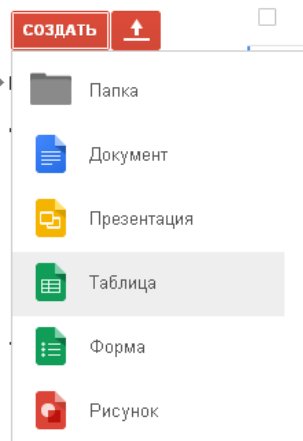 СОЗДАТЬ
Папка
Документ
Презентация
Таблица
Форма
Рисунок